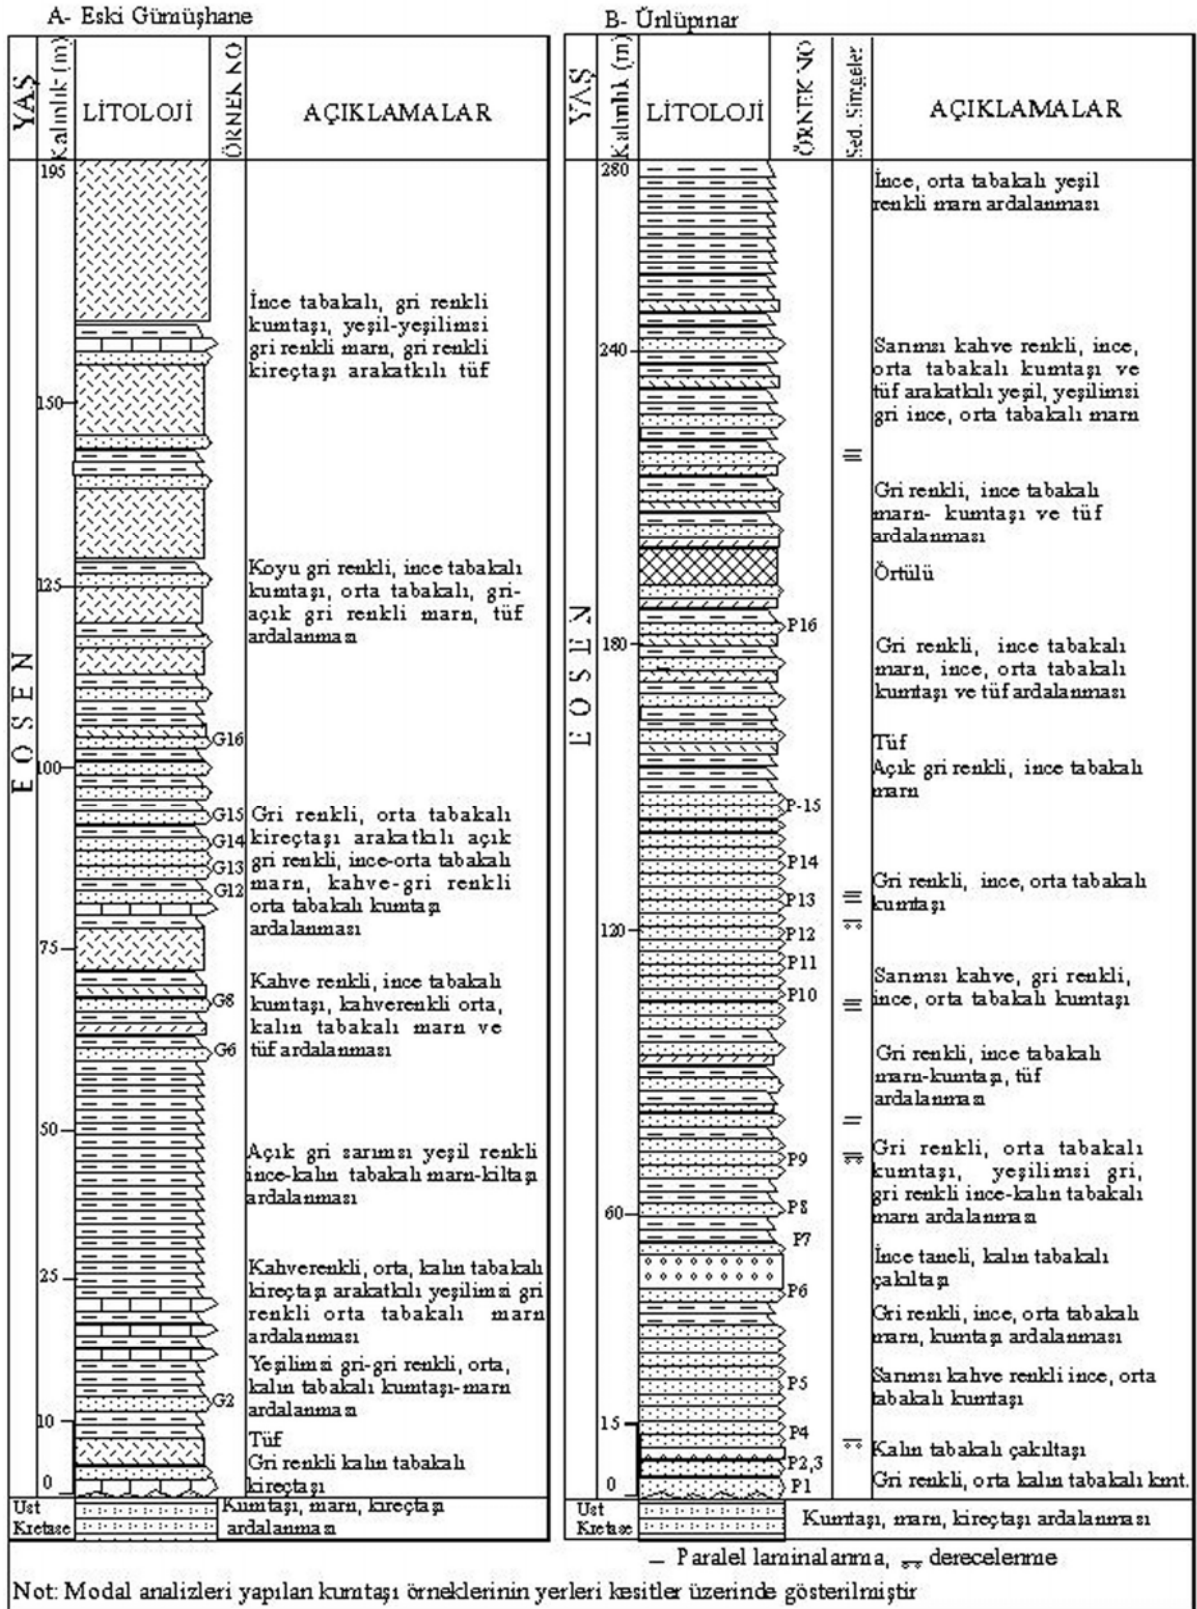 A- Eski Gümüşhane
YAŞ
Kalınlık (m)
LİTOLOJİ
ÖRNEK NO
AÇIKLAMALAR
195
150
125
100
75
50
25
10
0
EOSEN
G16
G15
G14
G13
G12
G8
G6
G2
İnce tabakalı, gri renkli
kumtaşı, yeşil-yeşilimsi
gri renkli marn, gri renkli
kireçtaşı arakatkılı tüf
Koyu gri renkli, ince tabakalı
kumtaşı, orta tabakalı, gri-
açık gri renkli marn, tüf
ardalanması
Gri renkli, orta tabakalı
kireçtaşı arakatkılı açık
gri renkli, ince-orta tabakalı
marn, kahve-gri renkli
orta tabakalı kumtaşı
ardalanması
Kahve renkli, ince tabakalı
kumtaşı, kahverenkli orta,
kalın tabakalı marn ve
tüf ardalanması
Açık gri sarımsı yeşil renkli
ince-kalın tabakalı marn-kiltaşı
ardalanması
Kahverenkli, orta, kalın tabakalı
kireçtaşı arakatkılı yeşilimsi gri
renkli orta tabakalı marn
ardalanması
Yeşilimsi gri-gri renkli, orta,
kalın tabakalı kumtaşı-marn
ardalanması
Tüf
Gri renkli kalın tabakalı
kireçtaşı
Ust
Kretase
Kumtaşı, marn, kireçtaşı
ardalanması
B- Ünlüpınar
YAŞ
Kalınlık (m)
LİTOLOJİ
ÖRNEK NO
Sed. Simgeler
AÇIKLAMALAR
280
240
180
120
60
15
0
EOSEN
P16
P-15
P14
P13
P12
P11
P10
P9
P8
P7
P6
P5
P4
P2,3
P1
İnce, orta tabakalı yeşil
renkli marn ardalanması
Sarımsı kahve renkli, ince,
orta tabakalı kumtaşı ve
tüf arakatkılı yeşil, yeşilimsi
gri ince, orta tabakalı marn
Gri renkli, ince tabakalı
marn- kumtaşı ve tüf
ardalanması
Örtülü
Gri renkli, ince tabakalı
marn, ince, orta tabakalı
kumtaşı ve tüf ardalanması
Tüf
Açık gri renkli, ince tabakalı
marn
Gri renkli, ince, orta tabakalı
kumtaşı
Sarımsı kahve, gri renkli,
ince, orta tabakalı kumtaşı
Gri renkli, ince tabakalı
marn-kumtaşı, tüf
ardalanması
Gri renkli, orta tabakalı
kumtaşı, yeşilimsi gri,
gri renkli ince-kalın tabakalı
marn ardalanması
İnce taneli, kalın tabakalı
çakıltaşı
Gri renkli, ince, orta tabakalı
marn, kumtaşı ardalanması
Sarımsı kahve renkli ince, orta
tabakalı kumtaşı
Kalın tabakalı çakıltaşı
Gri renkli, orta kalın tabakalı kmt.
Ust
Kretase
Kumtaşı, marn, kireçtaşı ardalanması
Paralel laminalanma, derecelenme
Not: Modal analizleri yapılan kumtaşı örneklerinin yerleri kesitler üzerinde gösterilmiştir